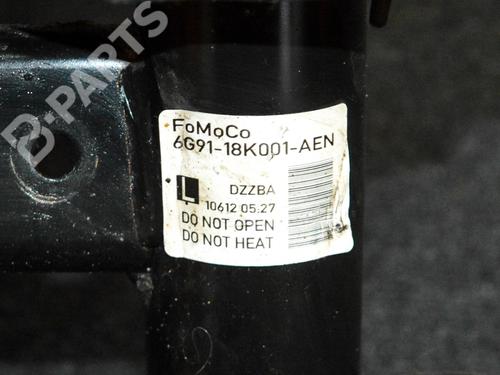 B-PARTS
FoMoCo
6G91-18K001-AEN
L DZZBA
10612 05:27
DO NOT OPEN
DO NOT HEAT